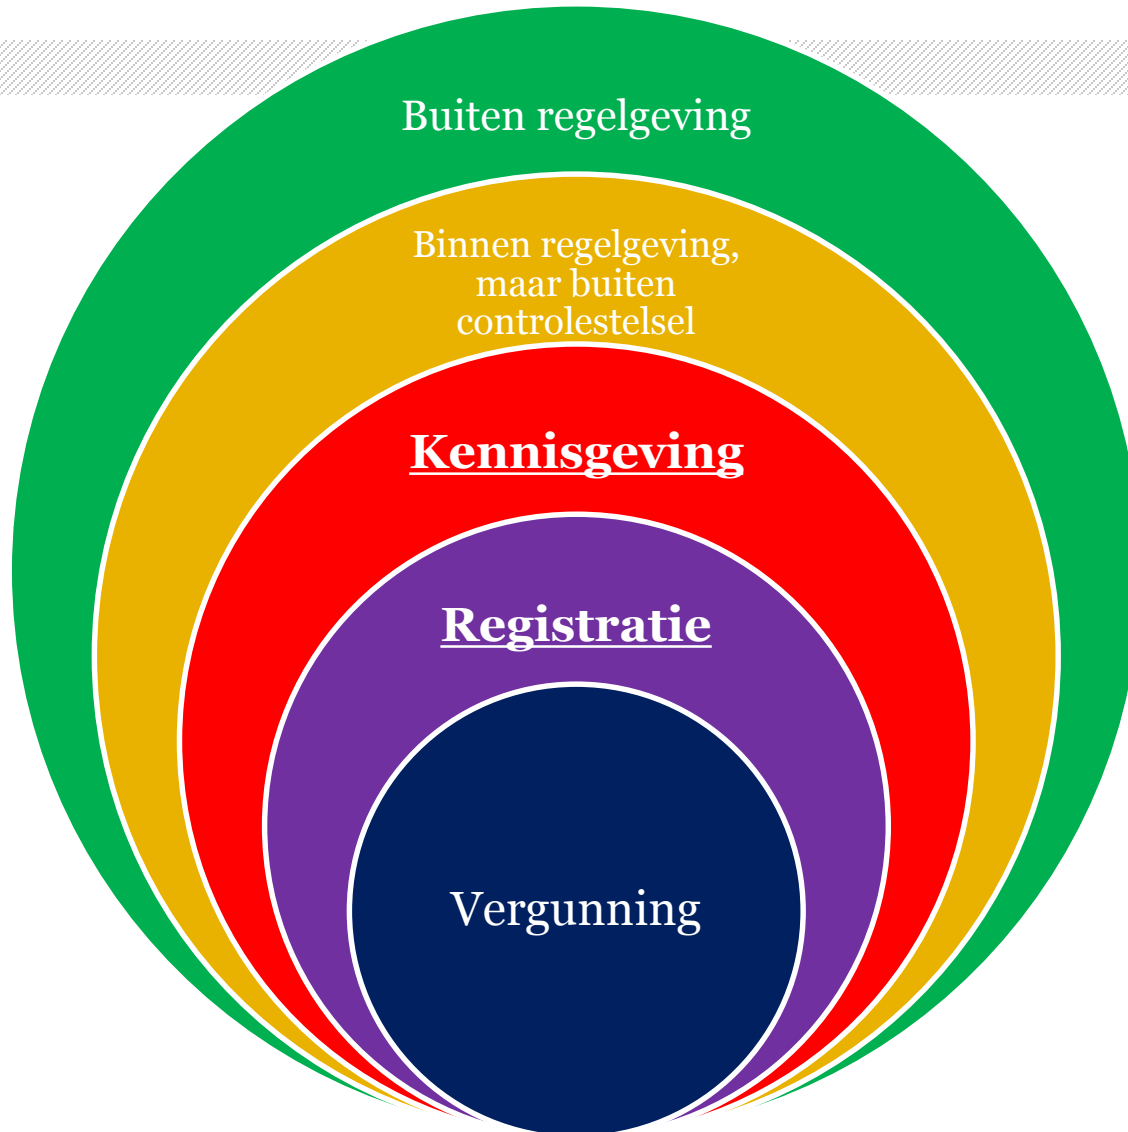 Buiten regelgeving
Binnen regelgeving,
maar buiten
controlestelsel
Kennisgeving
Registratie
Vergunning